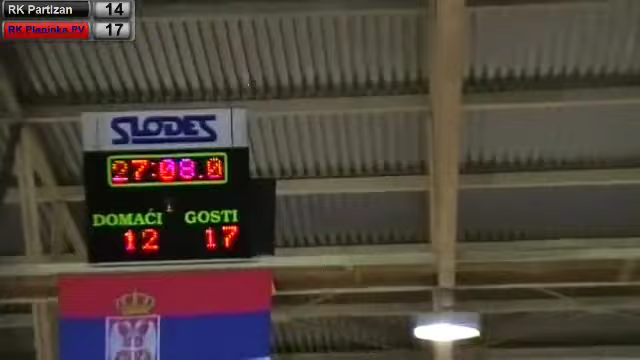 RK Partizan 14
RK Planinka PV 17
SLODES
27:08.0
DOMAĆI GOSTI
12 17